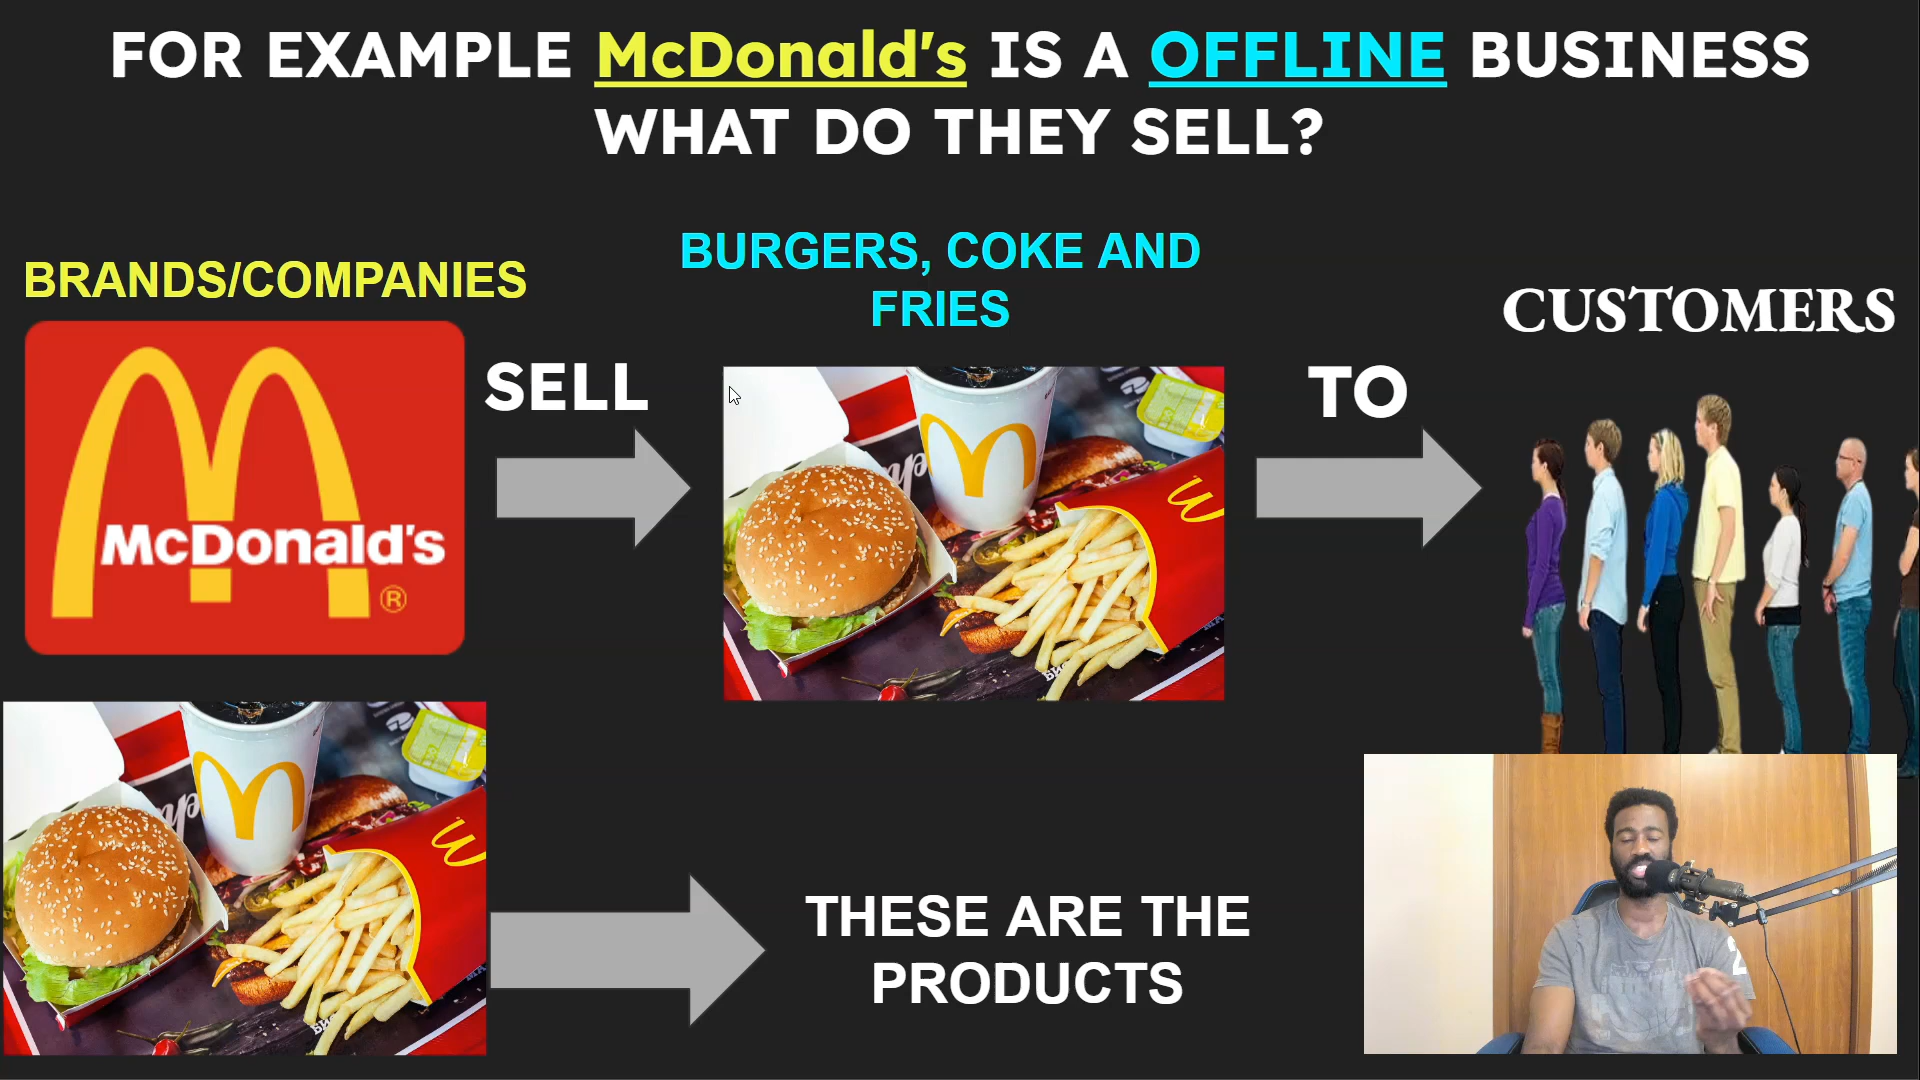 FOR EXAMPLE McDonald's IS A OFFLINE BUSINESS
WHAT DO THEY SELL?
BRANDS/COMPANIES
BURGERS, COKE AND
FRIES
CUSTOMERS
SELL
TO
McDonald's
®
THESE ARE THE
PRODUCTS
2